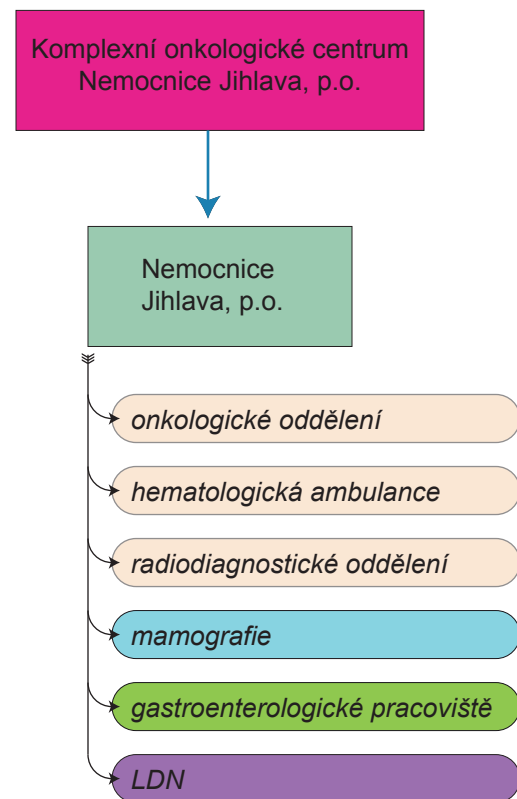 Komplexní onkologické centrum
Nemocnice Jihlava, p.o.
Nemocnice
Jihlava, p.o.
onkologické oddělení
hematologická ambulance
radiodiagnostické oddělení
mamografie
gastroenterologické pracoviště
LDN